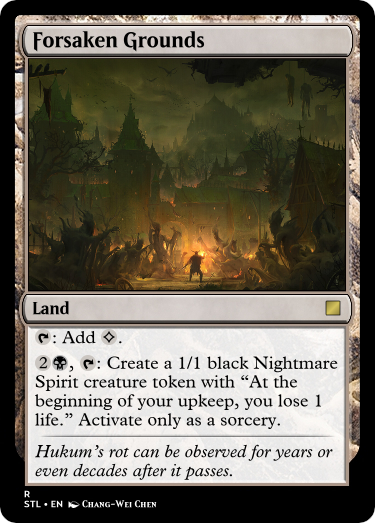 Forsaken Grounds
Land
: Add .
2, : Create a 1/1 black Nightmare
Spirit creature token with “At the
beginning of your upkeep, you lose 1
life.” Activate only as a sorcery.
Hukum’s rot can be observed for years or
even decades after it passes.
R
STL • EN Chang-Wei Chen